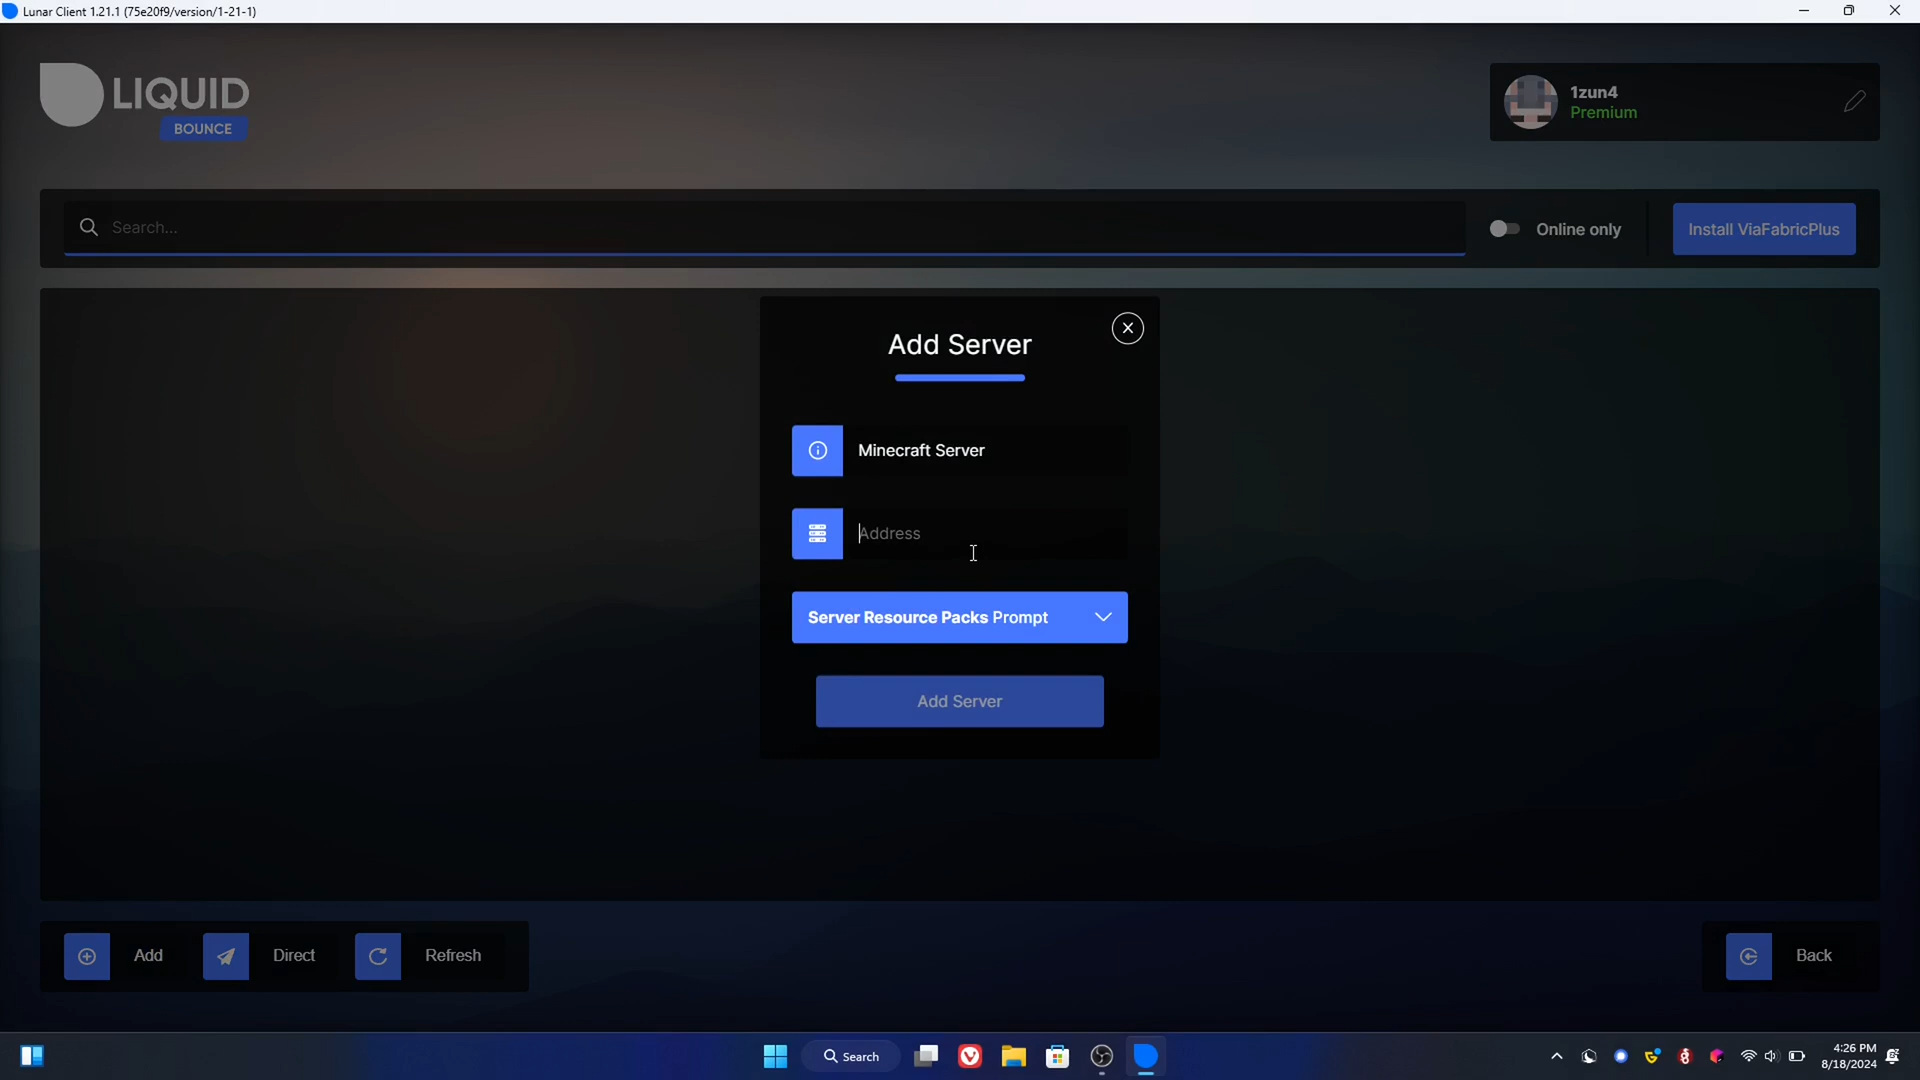 Lunar Client 1.21.1 (75e20f9/version/1-21-1)
LIQUID
BOUNCE
1zun4
Premium
Search...
Online only
Install ViaFabricPlus
Add Server
Minecraft Server
Address
Server Resource Packs Prompt
Add Server
Add
Direct
Refresh
Back
Search
4:26 PM
8/18/2024